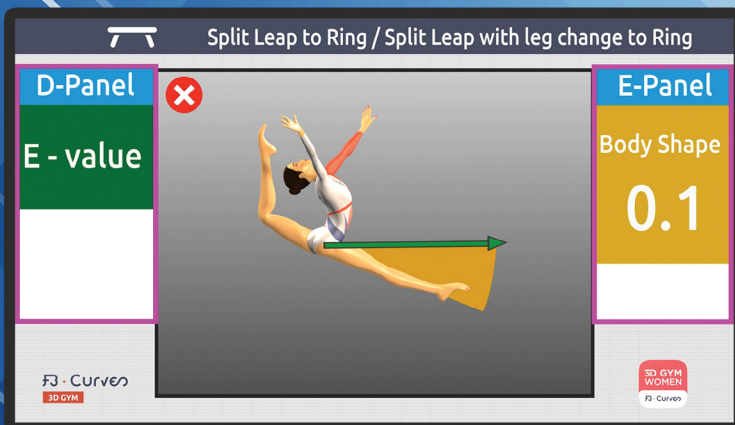 Split Leap to Ring / Split Leap with leg change to Ring
D-Panel
E - value
E-Panel
Body Shape
0.1
F3 · Curves
3D GYM
3D GYM
WOMEN
F3 · Curves